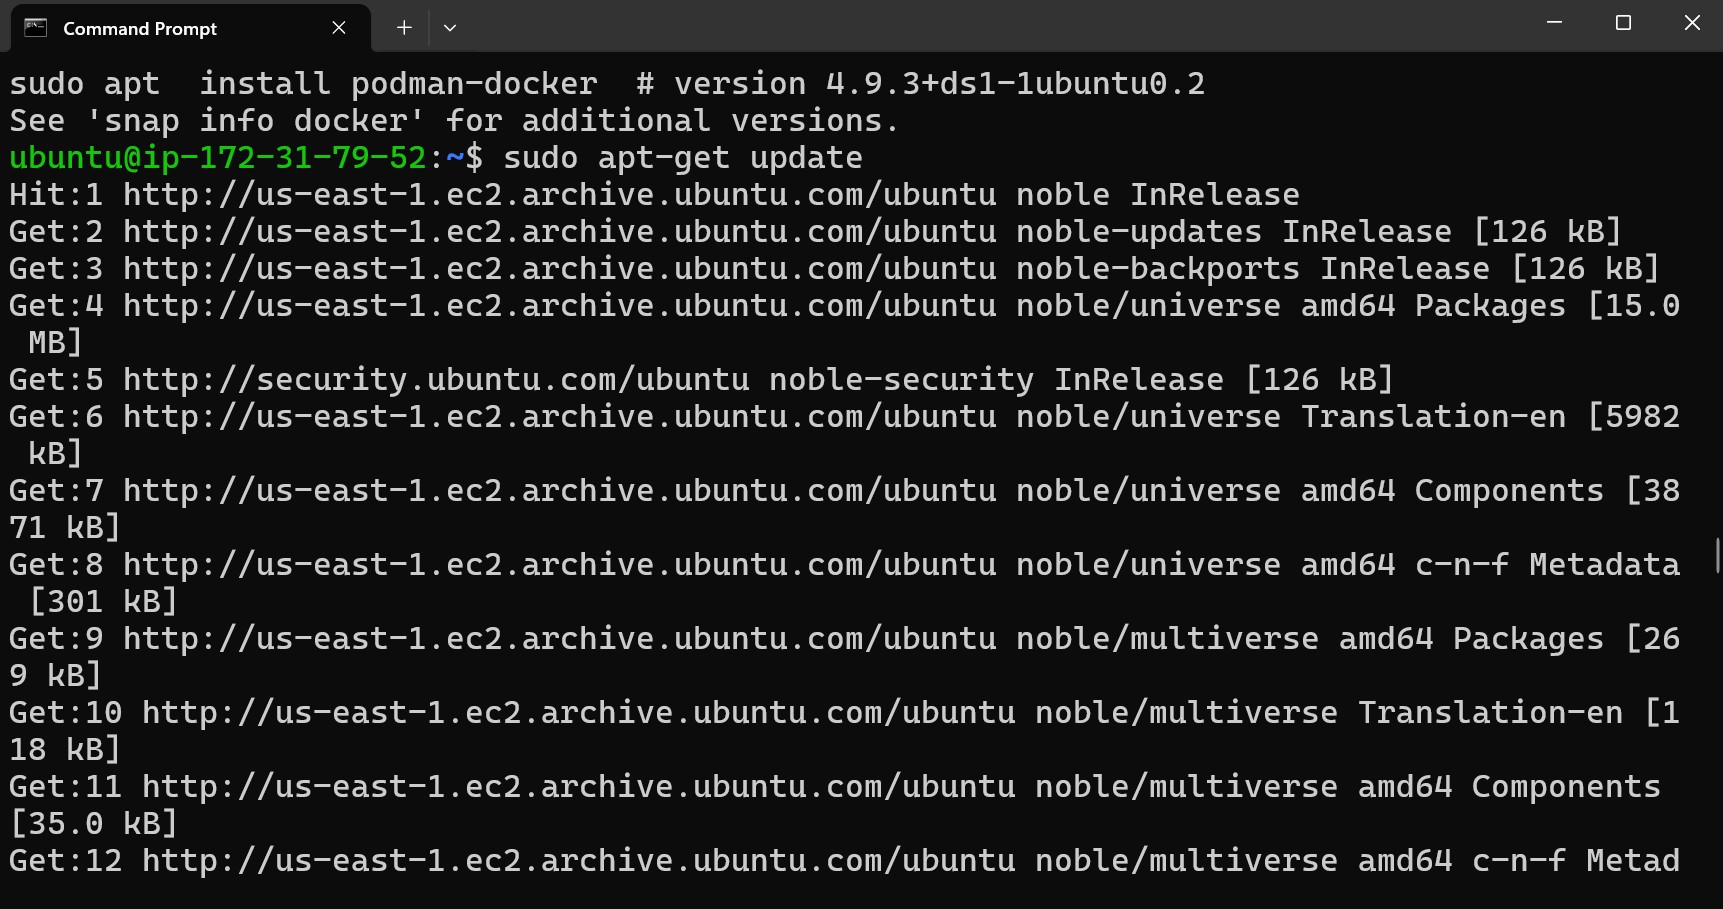 Command Prompt
sudo apt  install podman-docker  # version 4.9.3+ds1-1ubuntu0.2
See 'snap info docker' for additional versions.
ubuntu@ip-172-31-79-52:~$ sudo apt-get update
Hit:1 http://us-east-1.ec2.archive.ubuntu.com/ubuntu noble InRelease
Get:2 http://us-east-1.ec2.archive.ubuntu.com/ubuntu noble-updates InRelease [126 kB]
Get:3 http://us-east-1.ec2.archive.ubuntu.com/ubuntu noble-backports InRelease [126 kB]
Get:4 http://us-east-1.ec2.archive.ubuntu.com/ubuntu noble/universe amd64 Packages [15.0
 MB]
Get:5 http://security.ubuntu.com/ubuntu noble-security InRelease [126 kB]
Get:6 http://us-east-1.ec2.archive.ubuntu.com/ubuntu noble/universe Translation-en [5982
 kB]
Get:7 http://us-east-1.ec2.archive.ubuntu.com/ubuntu noble/universe amd64 Components [38
71 kB]
Get:8 http://us-east-1.ec2.archive.ubuntu.com/ubuntu noble/universe amd64 c-n-f Metadata
 [301 kB]
Get:9 http://us-east-1.ec2.archive.ubuntu.com/ubuntu noble/multiverse amd64 Packages [26
9 kB]
Get:10 http://us-east-1.ec2.archive.ubuntu.com/ubuntu noble/multiverse Translation-en [1
18 kB]
Get:11 http://us-east-1.ec2.archive.ubuntu.com/ubuntu noble/multiverse amd64 Components
[35.0 kB]
Get:12 http://us-east-1.ec2.archive.ubuntu.com/ubuntu noble/multiverse amd64 c-n-f Metad